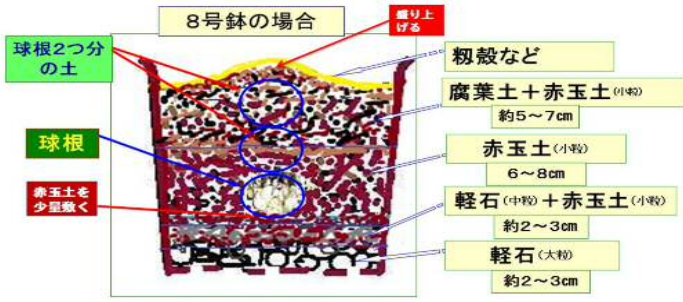 8号鉢の場合
盛り上
げる
球根2つ分
の土
球根
赤玉土を
少量敷く
籾殻など
腐葉土＋赤玉土(小粒)
約5～7cm
赤玉土(小粒)
6～8cm
軽石(中粒)＋赤玉土(小粒)
約2～3cm
軽石(大粒)
約2～3cm